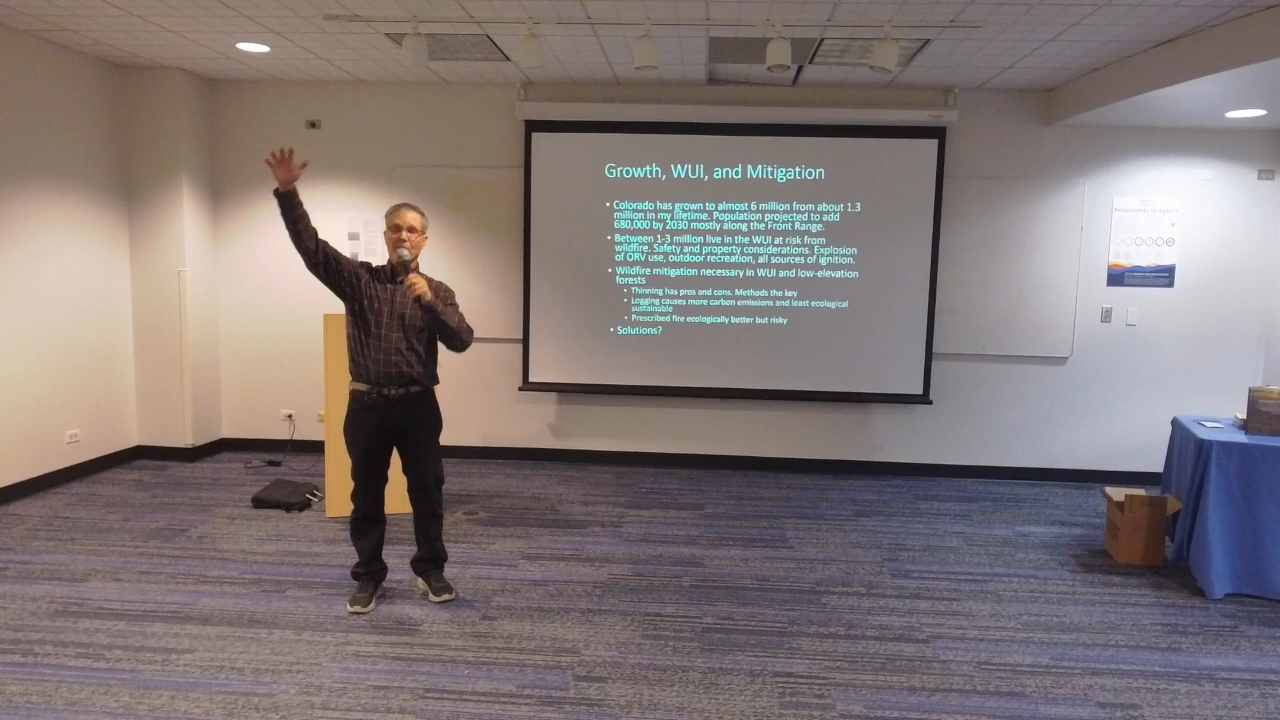 Growth, WUI, and Mitigation
• Colorado has grown to almost 6 million from about 1.3
million in my lifetime. Population projected to add
680,000 by 2030 mostly along the Front Range.
• Between 1-3 million live in the WUI at risk from
wildfire. Safety and property considerations. Explosion
of ORV use, outdoor recreation, all sources of ignition.
• Wildfire mitigation necessary in WUI and low-elevation
forests
• Thinning has pros and cons. Methods the key
• Logging causes more carbon emissions and least ecological
sustainable
• Prescribed fire ecologically better but risky
• Solutions?